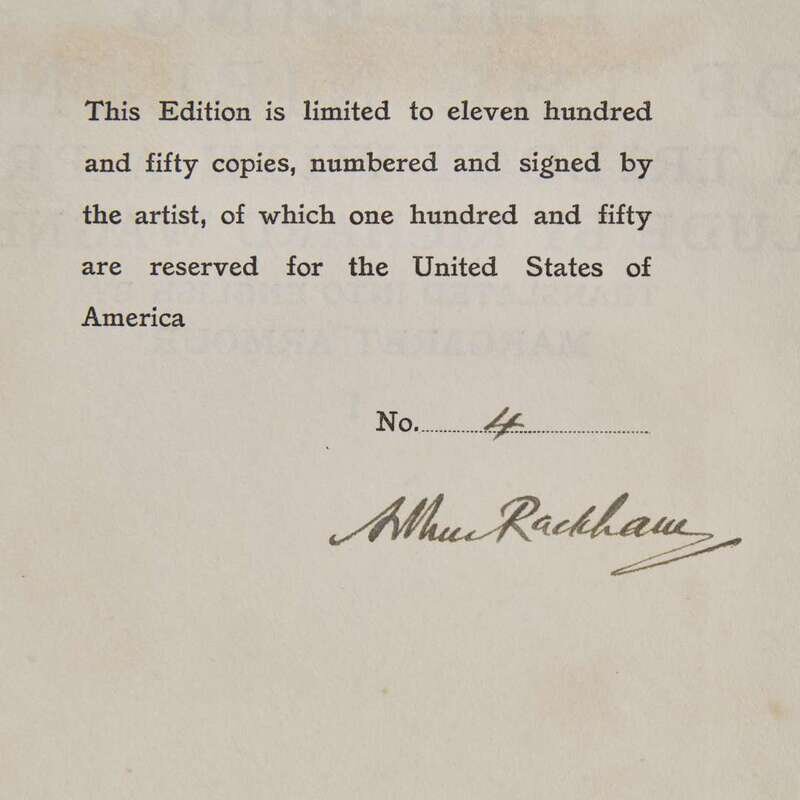 This Edition is limited to eleven hundred
and fifty copies, numbered and signed by
the artist, of which one hundred and fifty
are reserved for the United States of
America
No. 4
Arthur Rackham